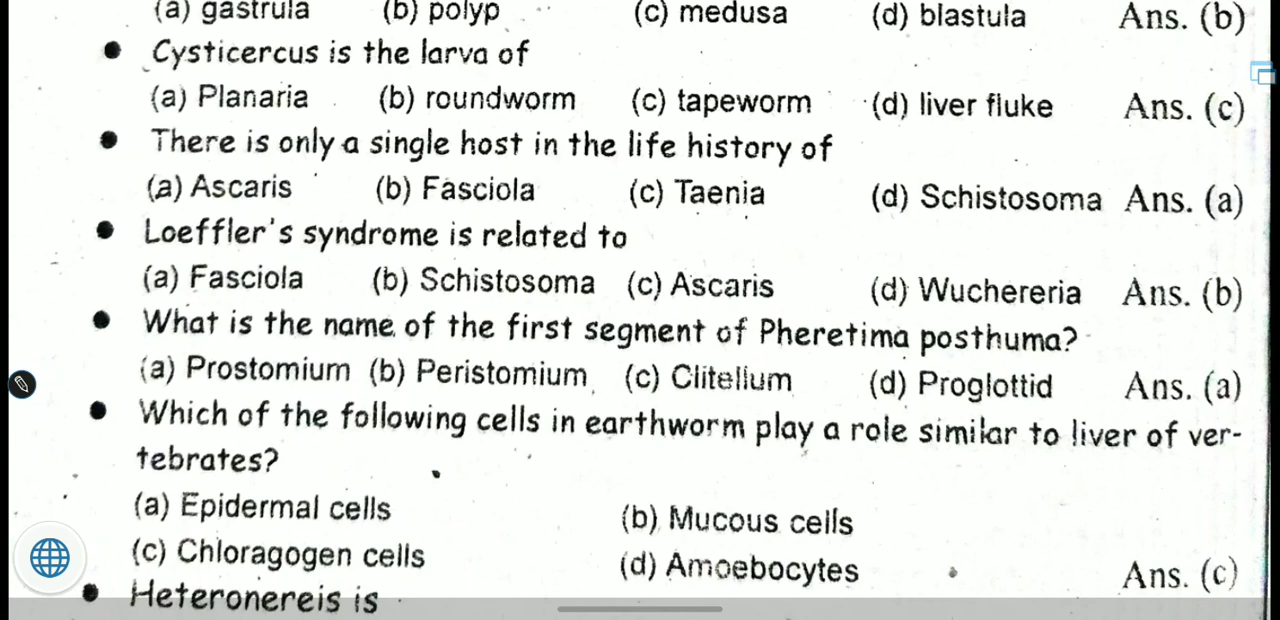 (a) gastrula (b) polyp (c) medusa (d) blastula Ans. (b)
• Cysticercus is the larva of
(a) Planaria (b) roundworm (c) tapeworm (d) liver fluke Ans. (c)
• There is only a single host in the life history of
(a) Ascaris (b) Fasciola (c) Taenia (d) Schistosoma Ans. (a)
• Loeffler's syndrome is related to
(a) Fasciola (b) Schistosoma (c) Ascaris (d) Wuchereria Ans. (b)
• What is the name of the first segment of Pheretima posthuma?
(a) Prostomium (b) Peristomium (c) Clitellum (d) Proglottid Ans. (a)
• Which of the following cells in earthworm play a role similar to liver of ver-
tebrates?
(a) Epidermal cells (b) Mucous cells
(c) Chloragogen cells (d) Amoebocytes Ans. (c)
• Heteronereis is